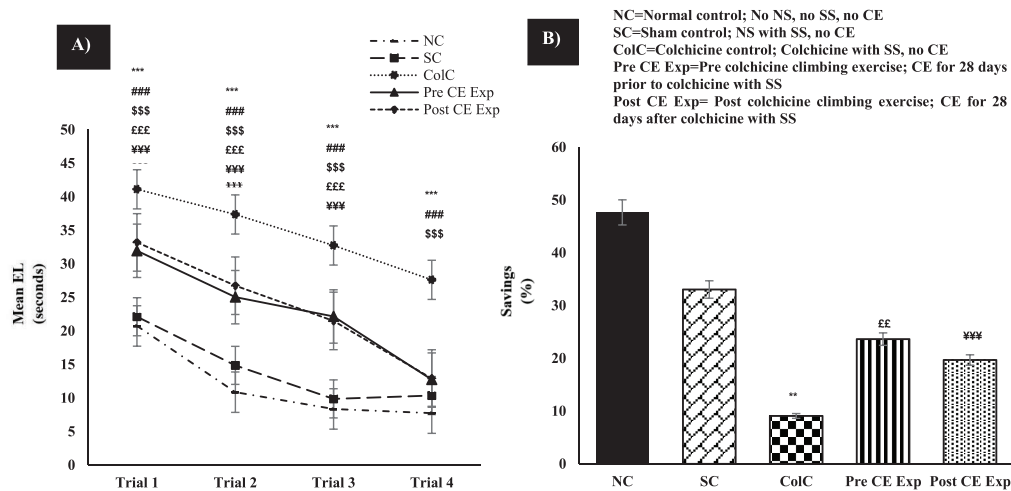 A)
NC
SC
ColC
Pre CE Exp
Post CE Exp
***
###
$$$
£££
¥¥¥
***
###
$$$
£££
¥¥¥
¥¥¥
***
###
$$$
£££
¥¥¥
***
###
$$$
50
45
40
35
30
25
20
15
10
5
0
Mean EL
(seconds)
Trial 1
Trial 2
Trial 3
Trial 4
B)
NC=Normal control; No NS, no SS, no CE
SC=Sham control; NS with SS, no CE
ColC=Colchicine control; Colchicine with SS, no CE
Pre CE Exp=Pre colchicine climbing exercise; CE for 28 days
prior to colchicine with SS
Post CE Exp= Post colchicine climbing exercise; CE for 28
days after colchicine with SS
60
50
40
30
20
10
0
Savings
(%)
**
££
¥¥¥
NC
SC
ColC
Pre CE Exp
Post CE Exp